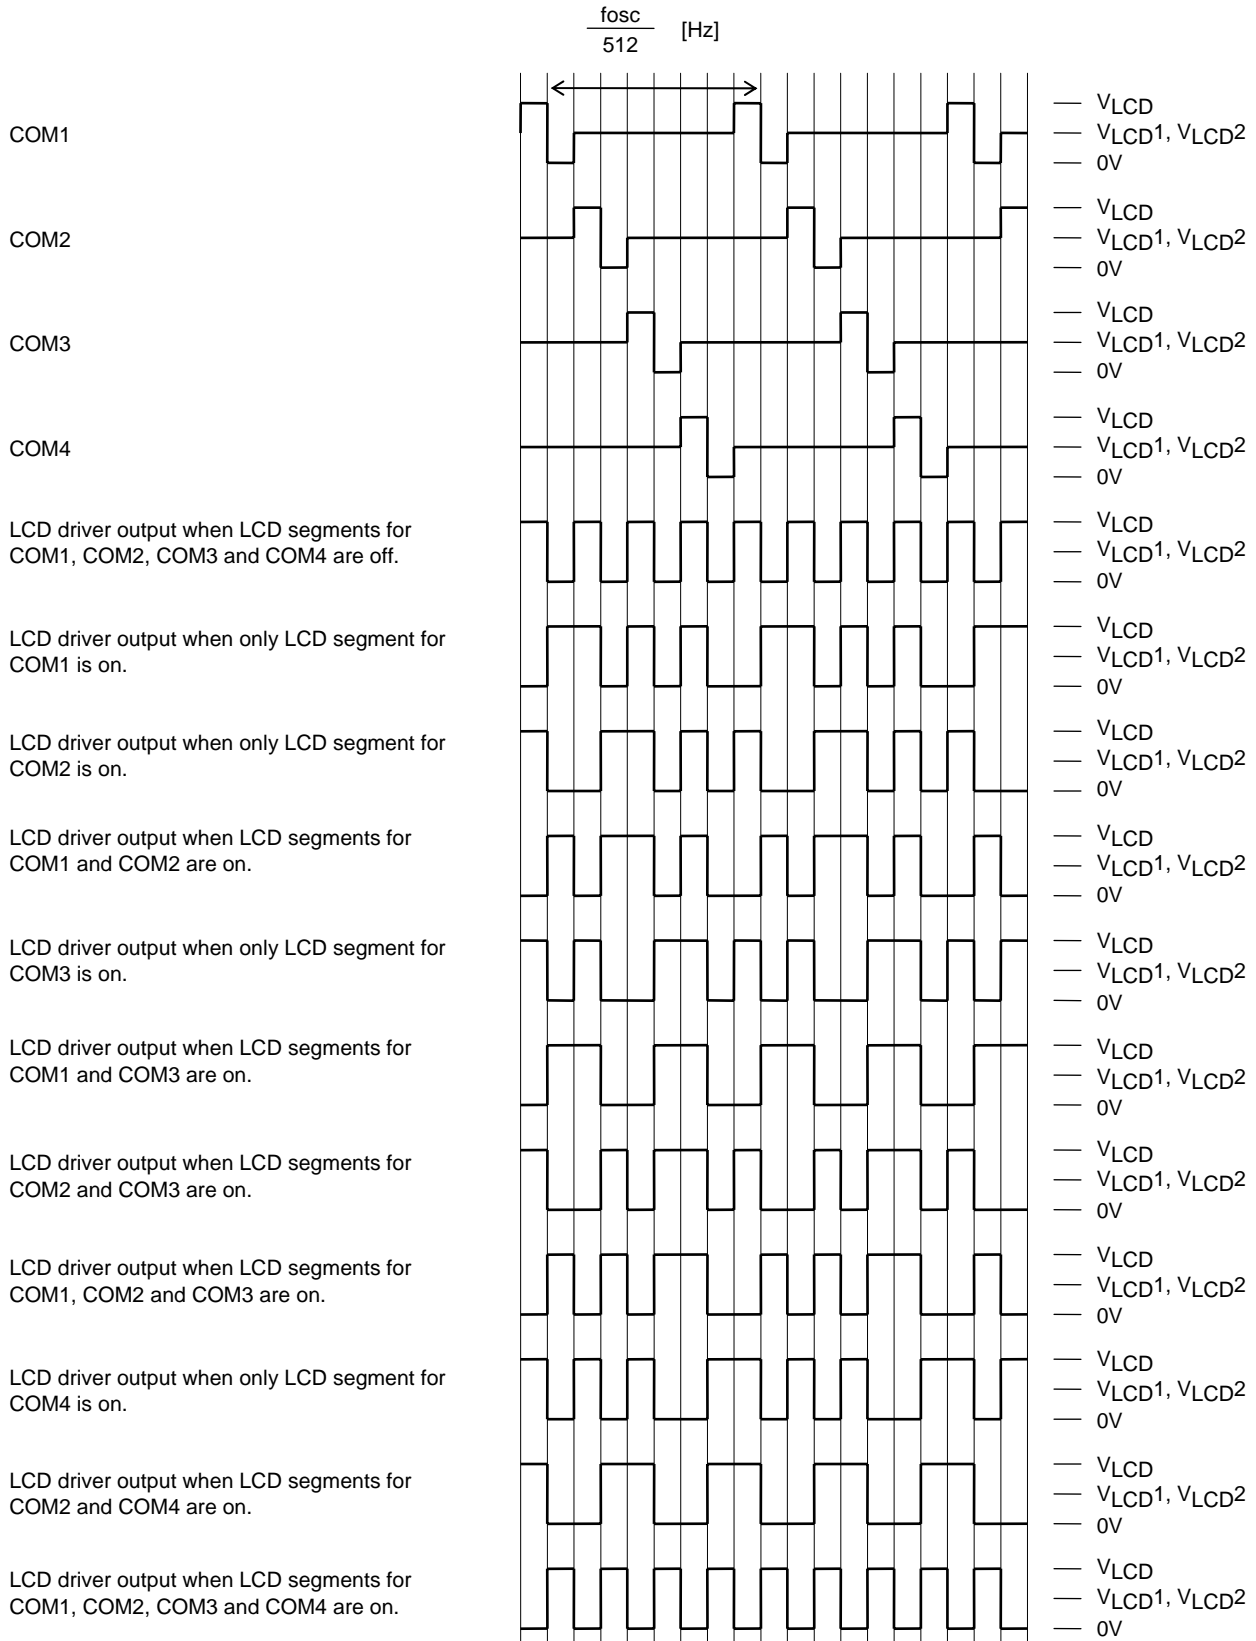 fosc
512
[Hz]
COM1
VLCD
VLCD1, VLCD2
0V
COM2
VLCD
VLCD1, VLCD2
0V
COM3
VLCD
VLCD1, VLCD2
0V
COM4
VLCD
VLCD1, VLCD2
0V
LCD driver output when LCD segments for
COM1, COM2, COM3 and COM4 are off.
VLCD
VLCD1, VLCD2
0V
LCD driver output when only LCD segment for
COM1 is on.
VLCD
VLCD1, VLCD2
0V
LCD driver output when only LCD segment for
COM2 is on.
VLCD
VLCD1, VLCD2
0V
LCD driver output when LCD segments for
COM1 and COM2 are on.
VLCD
VLCD1, VLCD2
0V
LCD driver output when only LCD segment for
COM3 is on.
VLCD
VLCD1, VLCD2
0V
LCD driver output when LCD segments for
COM1 and COM3 are on.
VLCD
VLCD1, VLCD2
0V
LCD driver output when LCD segments for
COM2 and COM3 are on.
VLCD
VLCD1, VLCD2
0V
LCD driver output when LCD segments for
COM1, COM2 and COM3 are on.
VLCD
VLCD1, VLCD2
0V
LCD driver output when only LCD segment for
COM4 is on.
VLCD
VLCD1, VLCD2
0V
LCD driver output when LCD segments for
COM2 and COM4 are on.
VLCD
VLCD1, VLCD2
0V
LCD driver output when LCD segments for
COM1, COM2, COM3 and COM4 are on.
VLCD
VLCD1, VLCD2
0V